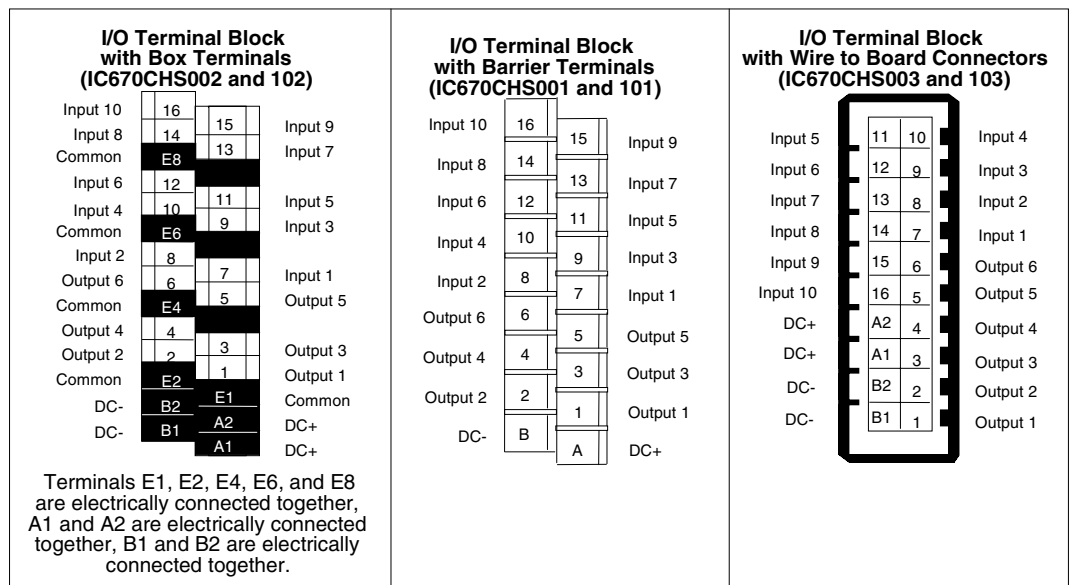 I/O Terminal Block
with Box Terminals
(IC670CHS002 and 102)
Input 10 16
15 Input 9
Input 8 14
13 Input 7
Common E8
Input 6 12
11 Input 5
Input 4 10
9 Input 3
Common E6
Input 2 8
7 Input 1
Output 6 6
5 Output 5
Common E4
Output 4 4
3 Output 3
Output 2 2
1 Output 1
Common E2
E1 Common
DC- B2
A2 DC+
DC- B1
A1 DC+
Terminals E1, E2, E4, E6, and E8
are electrically connected together,
A1 and A2 are electrically connected
together, B1 and B2 are electrically
connected together.
I/O Terminal Block
with Barrier Terminals
(IC670CHS001 and 101)
Input 10 16
15 Input 9
Input 8 14
13 Input 7
Input 6 12
11 Input 5
Input 4 10
9 Input 3
Input 2 8
7 Input 1
Output 6 6
5 Output 5
Output 4 4
3 Output 3
Output 2 2
1 Output 1
DC- B
A DC+
I/O Terminal Block
with Wire to Board Connectors
(IC670CHS003 and 103)
Input 5 11 10 Input 4
Input 6 12 9 Input 3
Input 7 13 8 Input 2
Input 8 14 7 Input 1
Input 9 15 6 Output 6
Input 10 16 5 Output 5
DC+ A2 4 Output 4
DC+ A1 3 Output 3
DC- B2 2 Output 2
DC- B1 1 Output 1